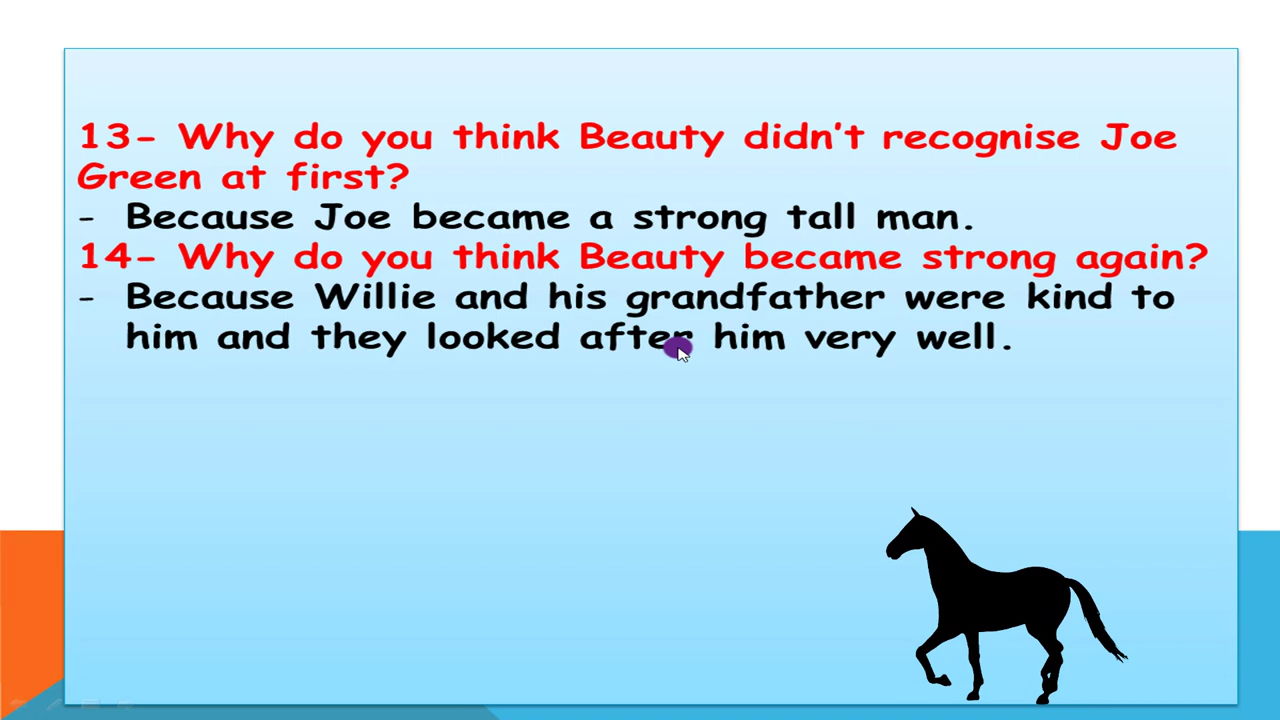 13- Why do you think Beauty didn't recognise Joe
Green at first?
- Because Joe became a strong tall man.
14- Why do you think Beauty became strong again?
- Because Willie and his grandfather were kind to
him and they looked after him very well.